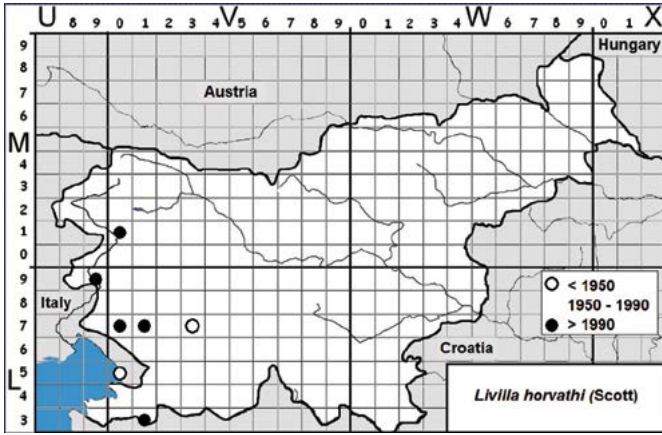 U 8 9 0 1 2 3 4 V 5 6 7 8 9 0 1 2 3 4 W 6 7 8 9 0 1 X
9
Hungary
8
7
Austria
6
M
4
3
2
1
0
9
< 1950
Italy
8
1950 - 1990
7
> 1990
6
Croatia
5
L
4
Livilla horvathi (Scott)
3